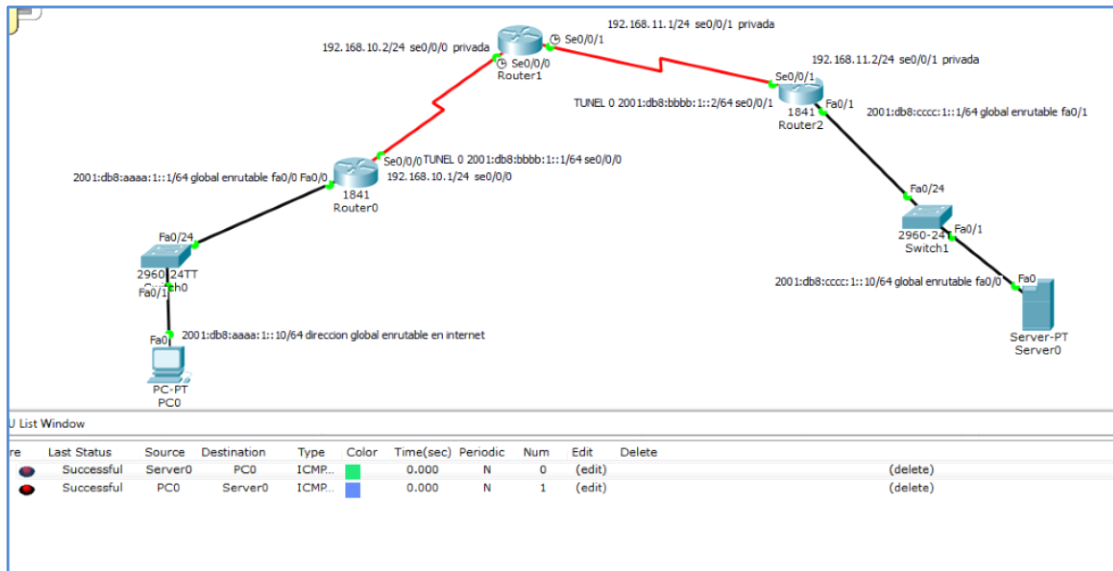 192.168.11.1/24 se0/0/1 privada
192.168.10.2/24 se0/0/0 privada
Se0/0/1
Se0/0/0
Router1
192.168.11.2/24 se0/0/1 privada
Se0/0/1
TUNEL 0 2001:db8:bbbb:1::2/64 se0/0/1
1841
Router2
Fa0/1
2001:db8:cccc:1::1/64 global enrutable fa0/1
Se0/0/0
TUNEL 0 2001:db8:bbbb:1::1/64 se0/0/0
192.168.10.1/24 se0/0/0
2001:db8:aaaa:1::1/64 global enrutable fa0/0
Fa0/0
1841
Router0
Fa0/24
2960-24
Switch1
Fa0/1
Fa0/24
2960-24TT
Switch0
Fa0/1
2001:db8:cccc:1::10/64 global enrutable fa0/0
Fa0
Server-PT
Server0
2001:db8:aaaa:1::10/64 direccion global enrutable en internet
Fa0
PC-PT
PC0
U List Window
re Last Status Source Destination Type Color Time(sec) Periodic Num Edit Delete
Successful Server0 PC0 ICMP... 0.000 N 0 (edit) (delete)
Successful PC0 Server0 ICMP... 0.000 N 1 (edit) (delete)